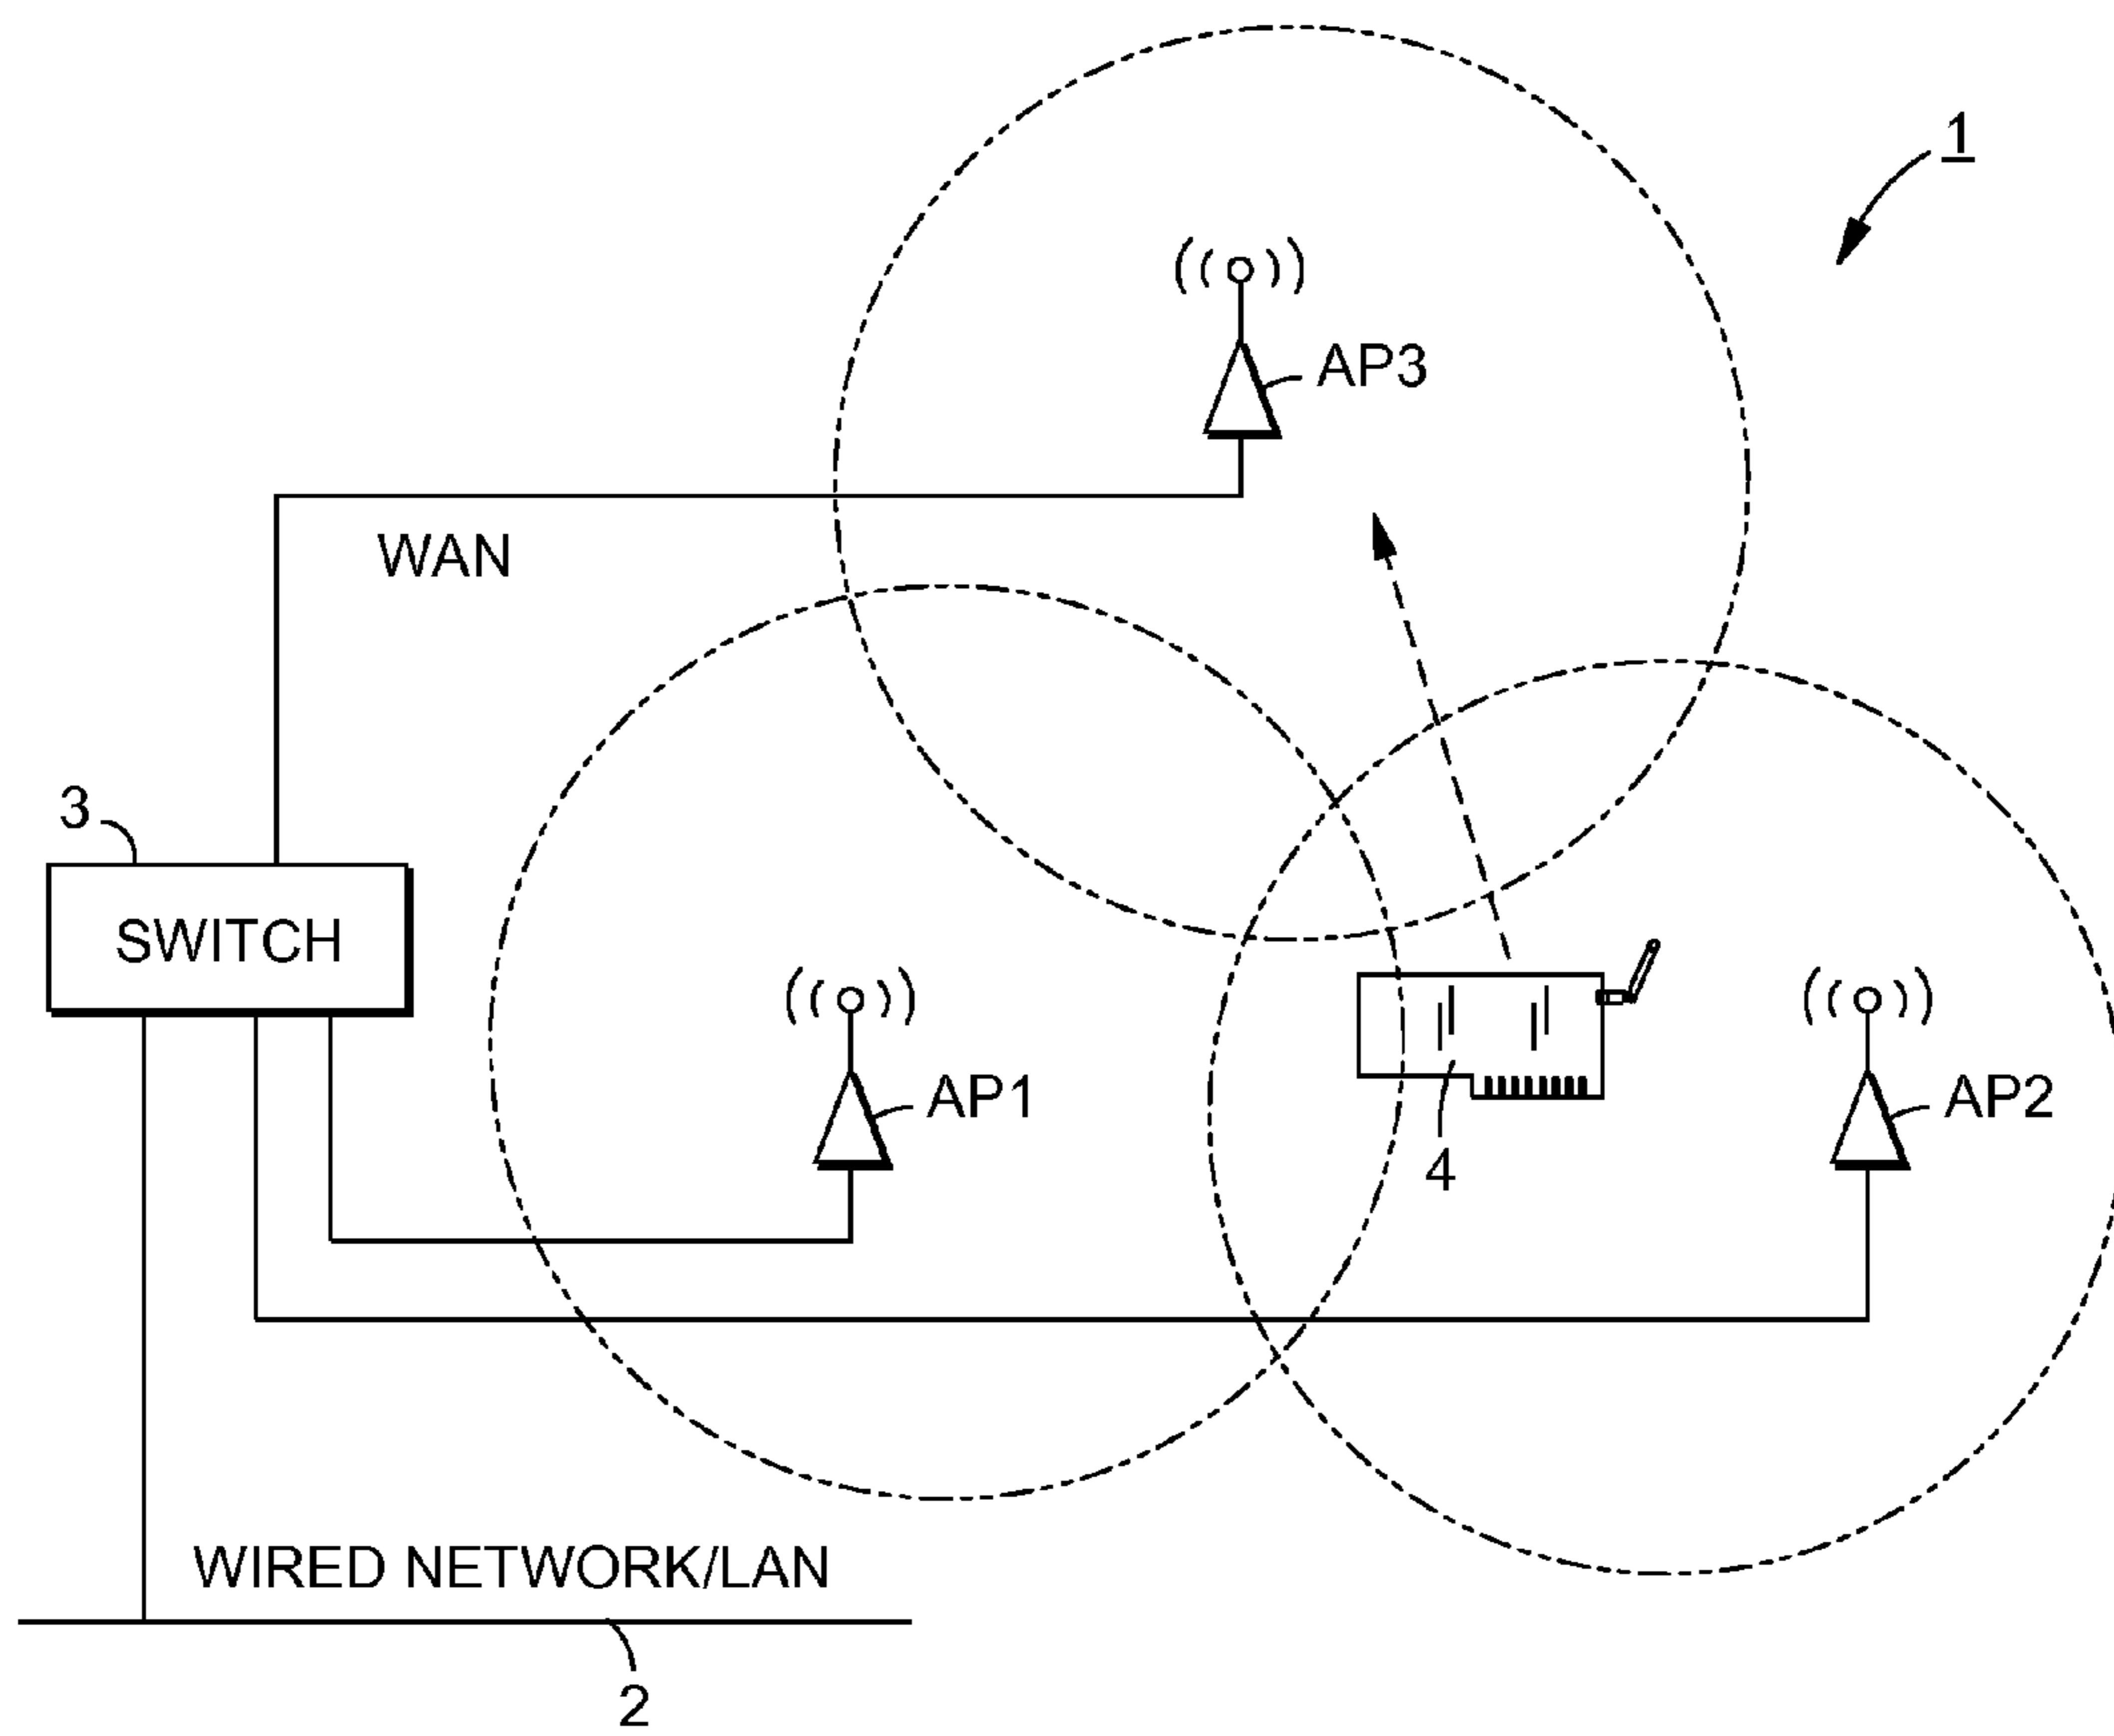 1
AP3
WAN
3
SWITCH
AP1
AP2
4
WIRED NETWORK/LAN
2